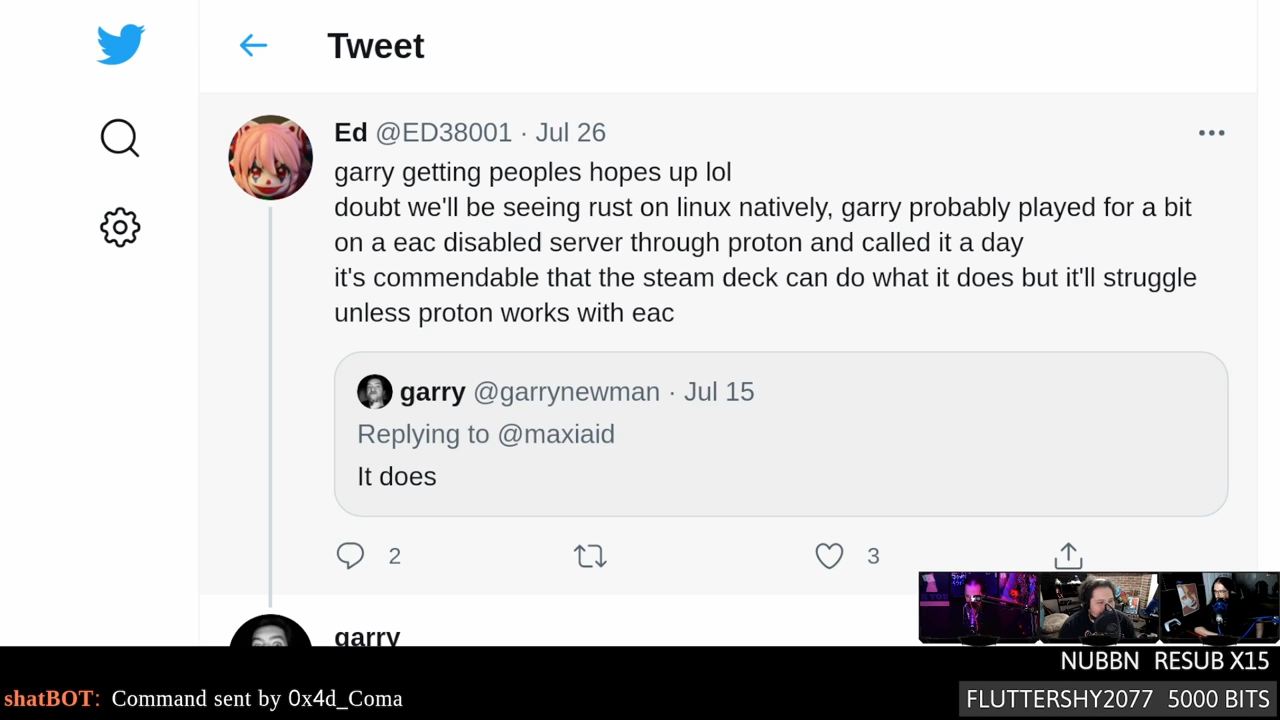 Tweet
Ed @ED38001 · Jul 26
garry getting peoples hopes up lol
doubt we'll be seeing rust on linux natively, garry probably played for a bit
on a eac disabled server through proton and called it a day
it's commendable that the steam deck can do what it does but it'll struggle
unless proton works with eac
garry @garrynewman · Jul 15
Replying to @maxiaid
It does
2 3
garry
NUBBN RESUB X15
shatBOT: Command sent by 0x4d_Coma
FLUTTERSHY2077 5000 BITS